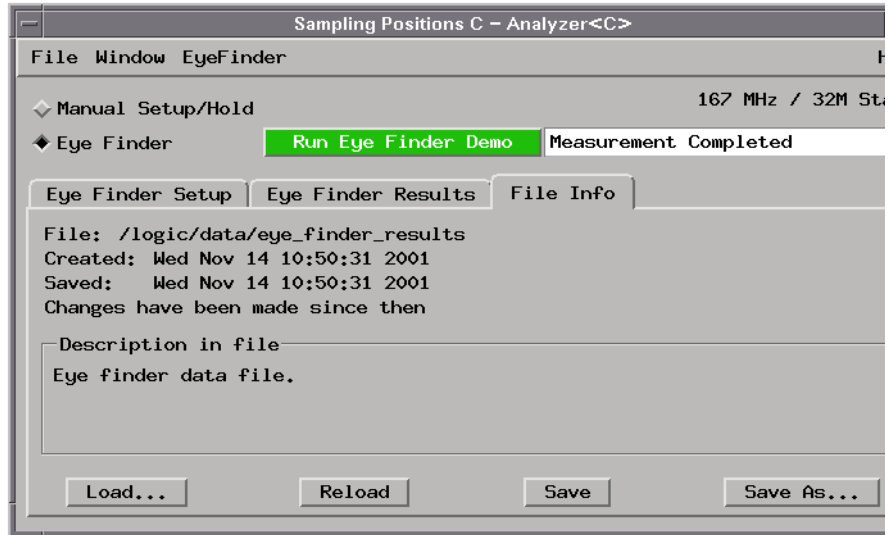 Sampling Positions C - Analyzer<C>
File Window EyeFinder
Manual Setup/Hold
167 MHz / 32M Sta
Eye Finder
Run Eye Finder Demo
Measurement Completed
Eye Finder Setup
Eye Finder Results
File Info
File: /logic/data/eye_finder_results
Created: Wed Nov 14 10:50:31 2001
Saved: Wed Nov 14 10:50:31 2001
Changes have been made since then
Description in file
Eye finder data file.
Load...
Reload
Save
Save As...